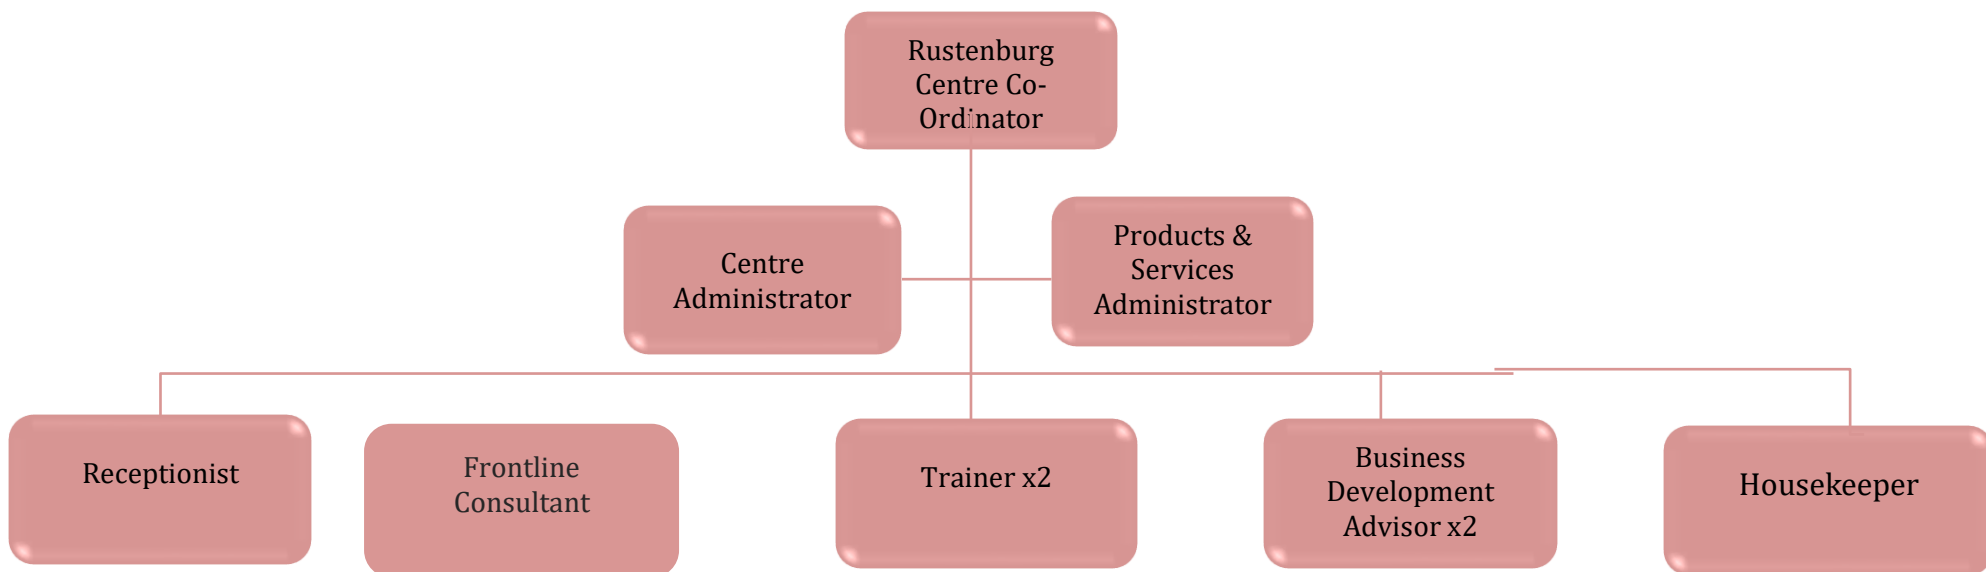 Rustenburg
Centre Co-
Ordinator
Centre
Administrator
Products &
Services
Administrator
Receptionist
Frontline
Consultant
Trainer x2
Business
Development
Advisor x2
Housekeeper